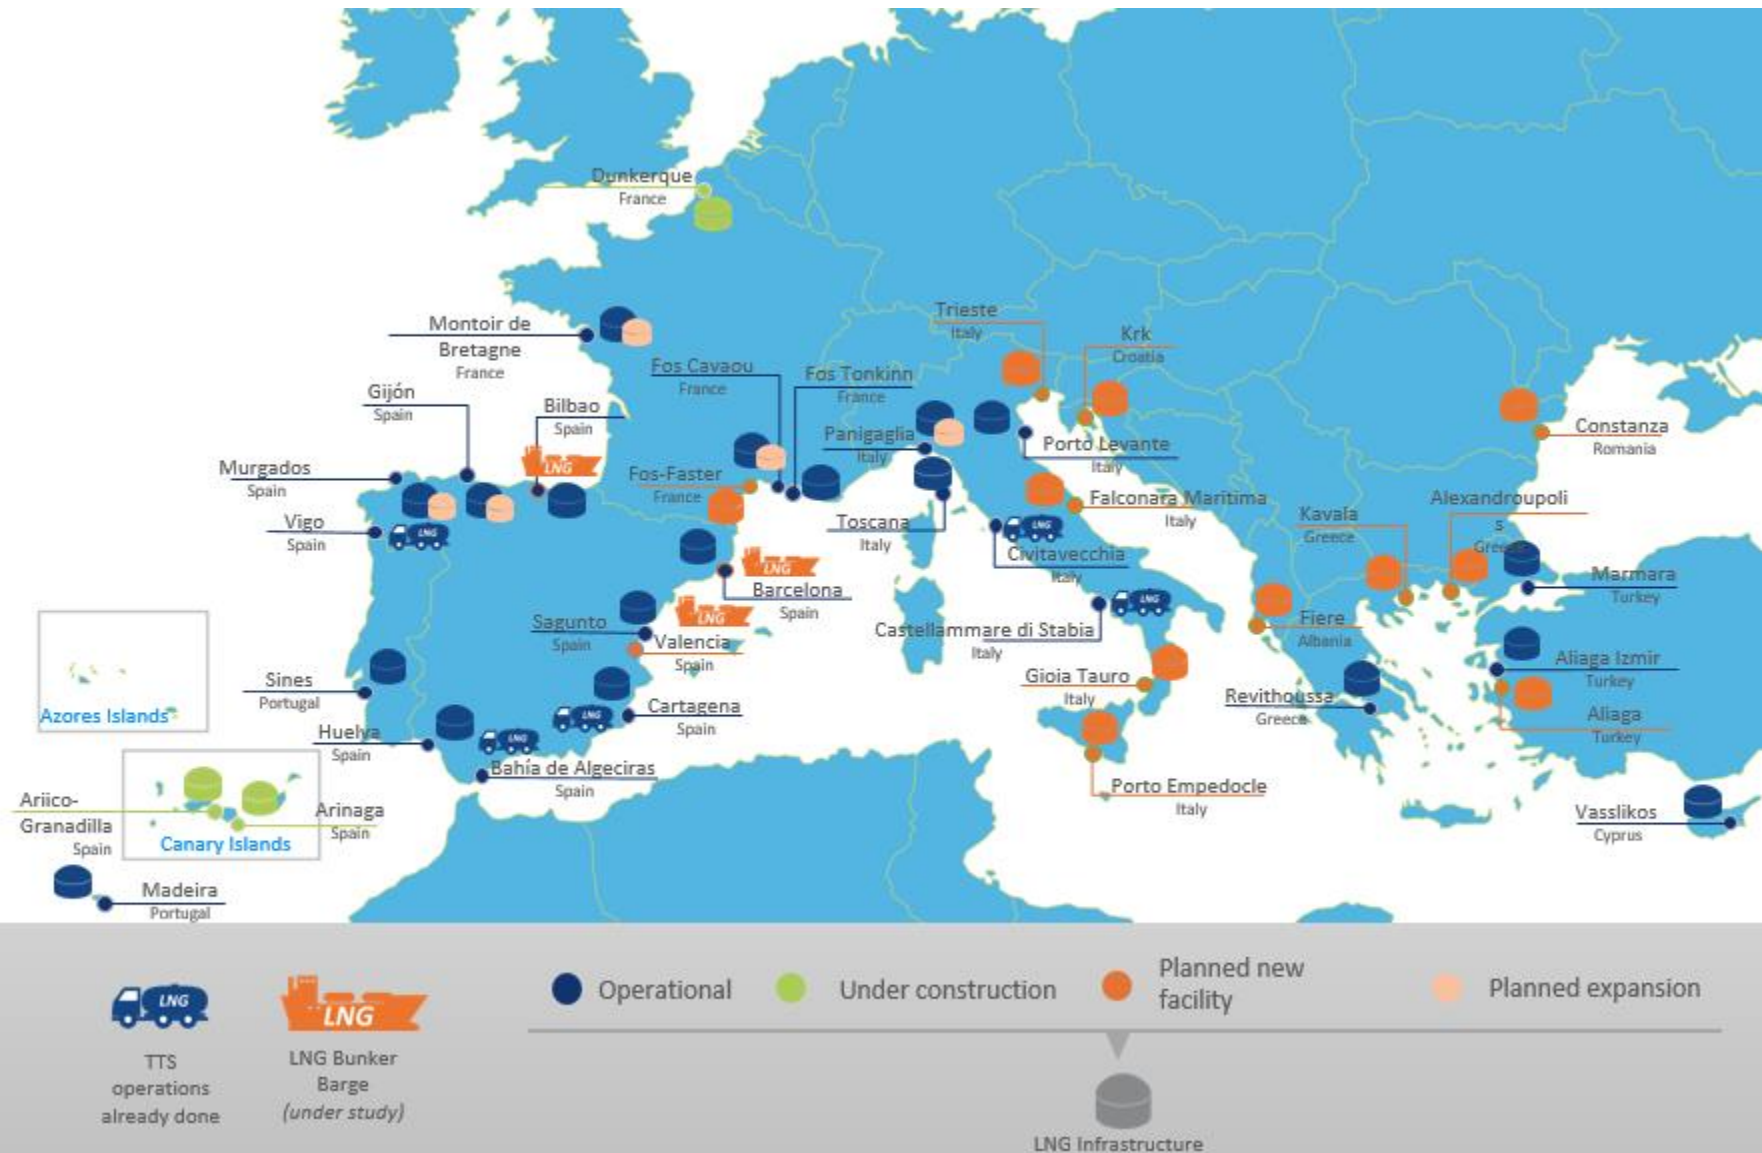 Dunkerque
France
Montoir de
Bretagne
France
Trieste
Italy
Krk
Croatia
Fos Cavaou
France
Fos Tonkinn
France
Gijón
Spain
Bilbao
Spain
LNG
Panigaglia
Italy
Porto Levante
Italy
Constanza
Romania
Murgados
Spain
Fos-Faster
France
Falconara Maritima
Italy
Alexandroupoli
s
Greece
Kavala
Greece
Vigo
Spain
LNG
Toscana
Italy
LNG
Civitavecchia
Italy
LNG
Barcelona
Spain
Marmara
Turkey
LNG
Sagunto
Spain
LNG
Valencia
Spain
Castellammare di Stabia
Italy
Fiere
Albania
Aliaga Izmir
Turkey
Sines
Portugal
Gioia Tauro
Italy
Revithoussa
Greece
Azores Islands
Cartagena
Spain
LNG
Aliaga
Turkey
Huelva
Spain
LNG
Bahía de Algeciras
Spain
Porto Empedocle
Italy
Ariico-
Granadilla
Spain
Arinaga
Spain
Canary Islands
Vasslikos
Cyprus
Madeira
Portugal
LNG
TTS
operations
already done
LNG
LNG Bunker
Barge
(under study)
Operational
Under construction
Planned new
facility
Planned expansion
LNG Infrastructure